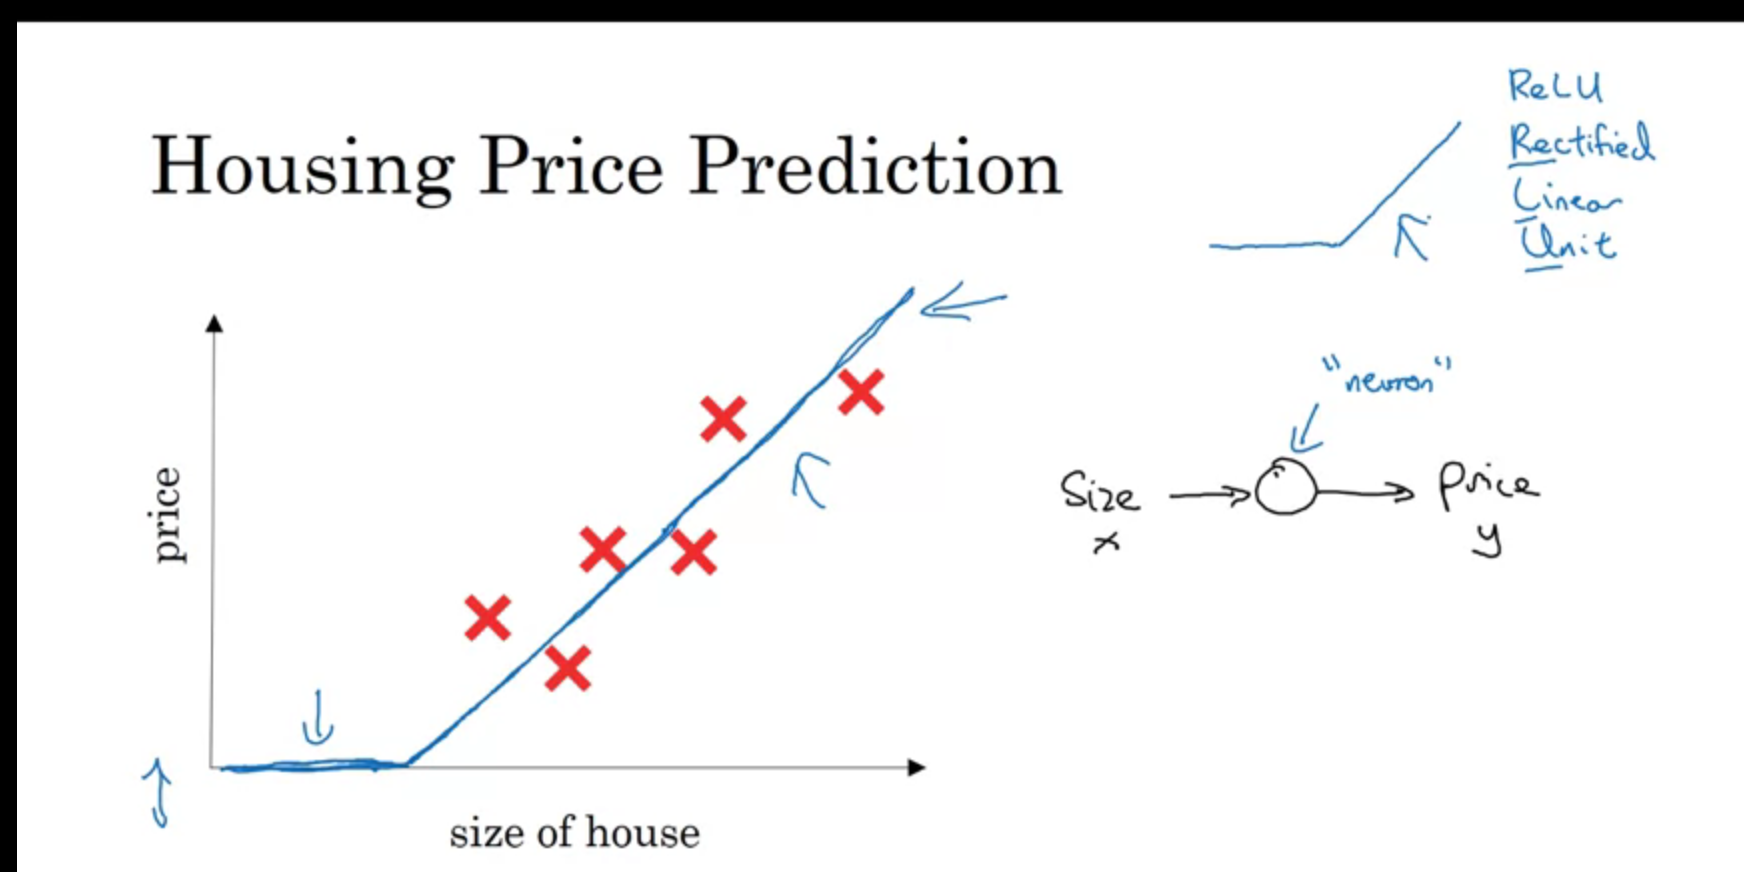 Housing Price Prediction
ReLU
Rectified
Linear
Unit
price
size of house
"neuron"
Size
x
Price
y